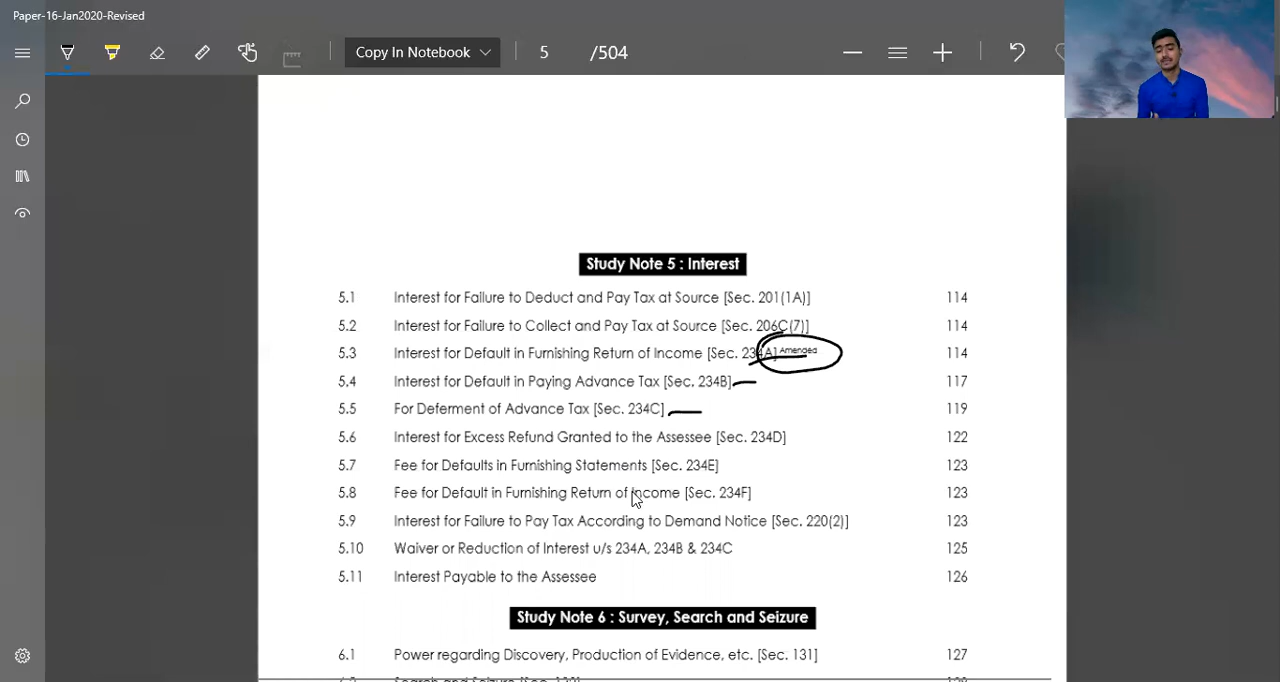 Paper-16-Jan2020-Revised
Copy In Notebook 5 /504
Study Note 5 : Interest
5.1 Interest for Failure to Deduct and Pay Tax at Source [Sec. 201(1A)] 114
5.2 Interest for Failure to Collect and Pay Tax at Source [Sec. 206C(7)] 114
5.3 Interest for Default in Furnishing Return of Income [Sec. 234A] Amended 114
5.4 Interest for Default in Paying Advance Tax [Sec. 234B] 117
5.5 For Deferment of Advance Tax [Sec. 234C] 119
5.6 Interest for Excess Refund Granted to the Assessee [Sec. 234D] 122
5.7 Fee for Defaults in Furnishing Statements [Sec. 234E] 123
5.8 Fee for Default in Furnishing Return of Income [Sec. 234F] 123
5.9 Interest for Failure to Pay Tax According to Demand Notice [Sec. 220(2)] 123
5.10 Waiver or Reduction of Interest u/s 234A, 234B & 234C 125
5.11 Interest Payable to the Assessee 126
Study Note 6 : Survey, Search and Seizure
6.1 Power regarding Discovery, Production of Evidence, etc. [Sec. 131] 127